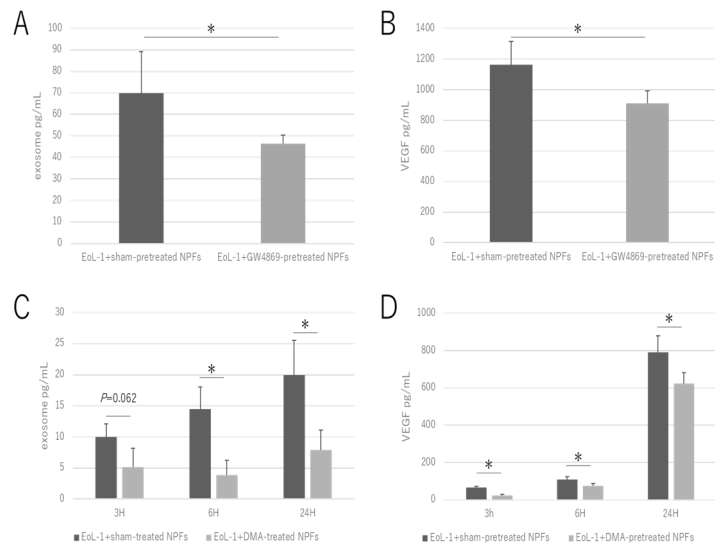 A
*
100
90
80
70
60
50
40
30
20
10
0
exosome pg/mL
EoL-1+sham-pretreated NPFs EoL-1+GW4869-pretreated NPFs
B
*
1400
1200
1000
800
600
400
200
0
VEGF pg/mL
EoL-1+sham-pretreated NPFs EoL-1+GW4869-pretreated NPFs
C
30
25
20
15
10
5
0
exosome pg/mL
P=0.062
*
*
3H 6H 24H
EoL-1+sham-treated NPFs EoL-1+DMA-treated NPFs
D
1000
800
600
400
200
0
VEGF pg/mL
*
*
*
3h 6H 24H
EoL-1+sham-pretreated NPFs EoL-1+DMA-pretreated NPFs